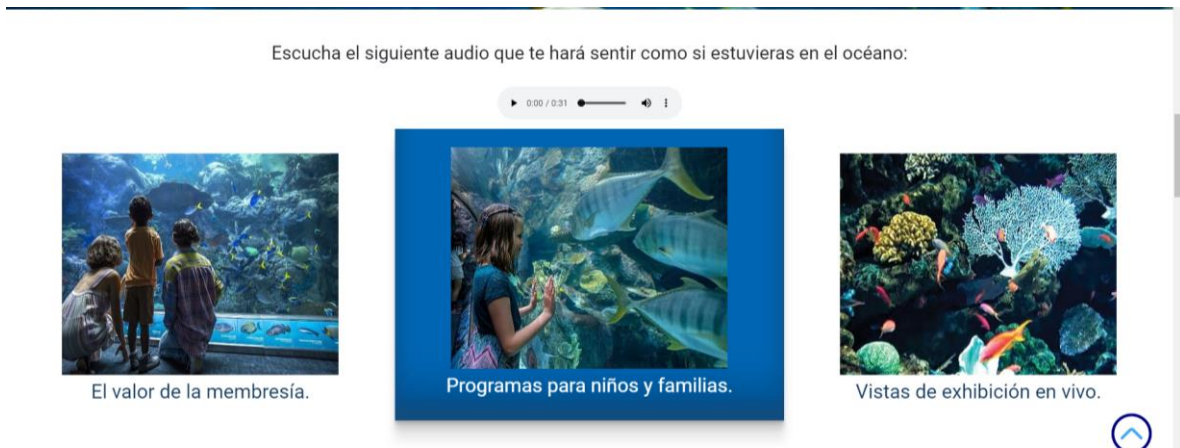 Escucha el siguiente audio que te hará sentir como si estuvieras en el océano:
0:00 / 0:31
El valor de la membresía.
Programas para niños y familias.
Vistas de exhibición en vivo.